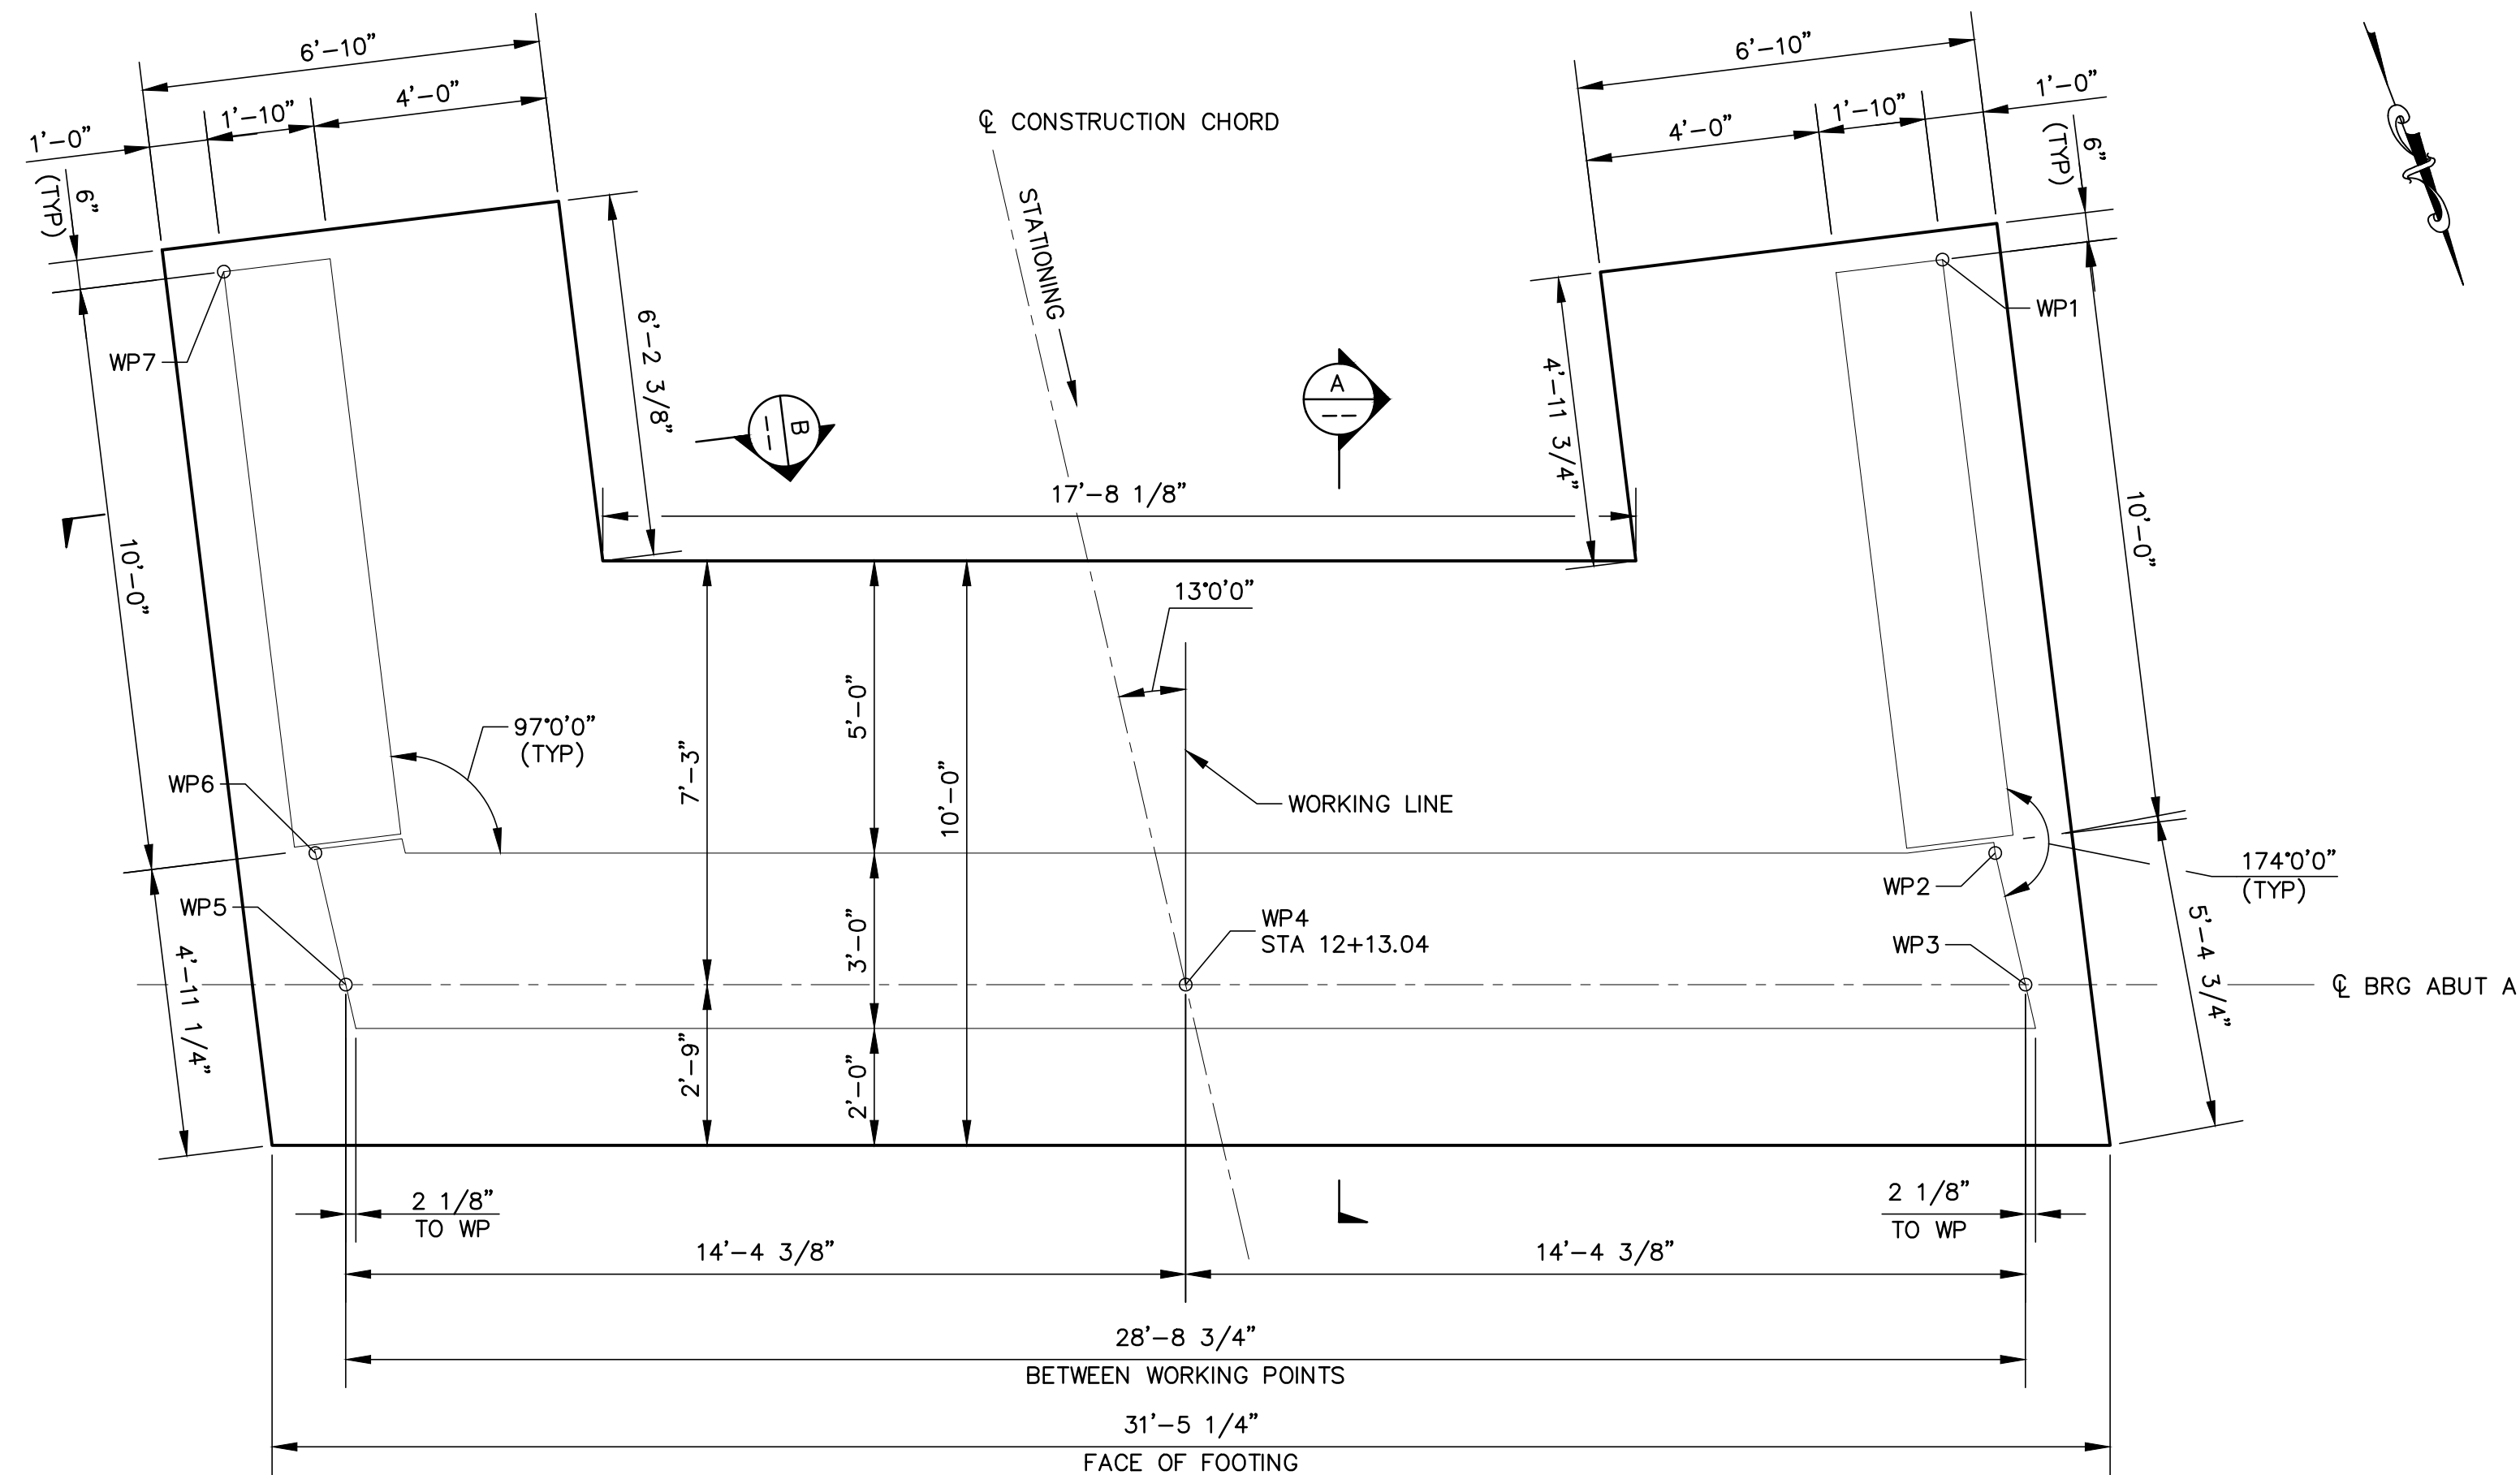 6'-10"
6'-10"
1'-0"
1'-10"
4'-0"
4'-0"
1'-10"
1'-0"
6"
(TYP)
6"
(TYP)
℄ CONSTRUCTION CHORD
STATIONING
WP7
WP1
6'-2 3/8"
4'-11 3/4"
B
--
A
--
17'-8 1/8"
10'-0"
10'-0"
13°0'0"
97°0'0"
(TYP)
5'-0"
7'-3"
10'-0"
WORKING LINE
WP6
WP2
174°0'0"
(TYP)
WP5
WP4
STA 12+13.04
WP3
3'-0"
4'-11 1/4"
5'-4 3/4"
℄ BRG ABUT A
2'-9"
2'-0"
2 1/8"
TO WP
2 1/8"
TO WP
14'-4 3/8"
14'-4 3/8"
28'-8 3/4"
BETWEEN WORKING POINTS
31'-5 1/4"
FACE OF FOOTING